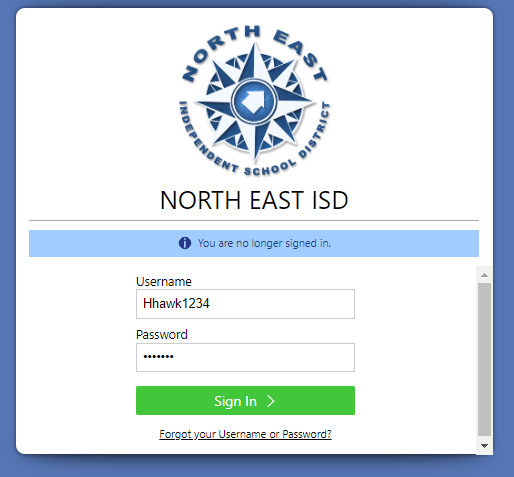 NORTH EAST
INDEPENDENT SCHOOL DISTRICT
NORTH EAST ISD
You are no longer signed in.
Username
Hhawk1234
Password
•••••••
Sign In
Forgot your Username or Password?